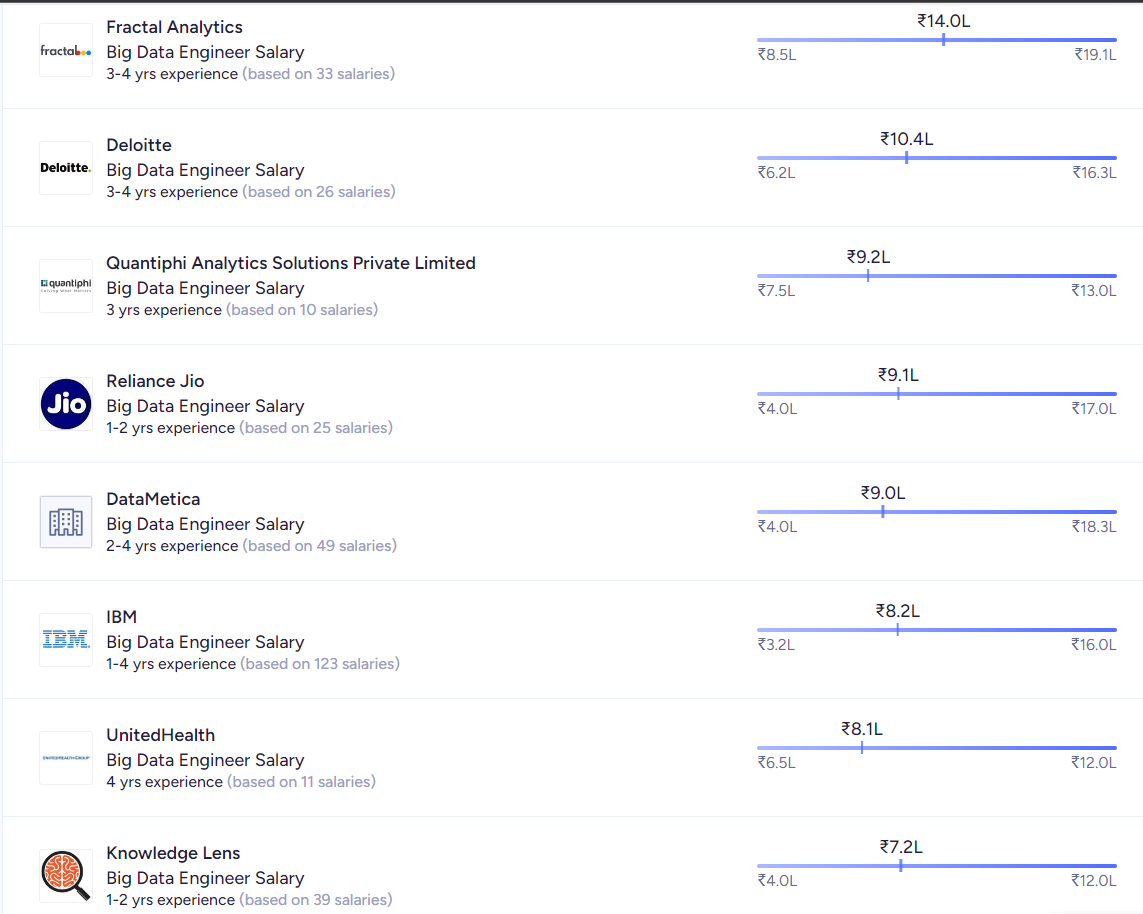 fractal
Fractal Analytics
Big Data Engineer Salary
3-4 yrs experience (based on 33 salaries)
₹14.0L
₹8.5L ₹19.1L
Deloitte.
Deloitte
Big Data Engineer Salary
3-4 yrs experience (based on 26 salaries)
₹10.4L
₹6.2L ₹16.3L
quantiphi
Quantiphi Analytics Solutions Private Limited
Big Data Engineer Salary
3 yrs experience (based on 10 salaries)
₹9.2L
₹7.5L ₹13.0L
Jio
Reliance Jio
Big Data Engineer Salary
1-2 yrs experience (based on 25 salaries)
₹9.1L
₹4.0L ₹17.0L
DataMetica
Big Data Engineer Salary
2-4 yrs experience (based on 49 salaries)
₹9.0L
₹4.0L ₹18.3L
IBM
IBM
Big Data Engineer Salary
1-4 yrs experience (based on 123 salaries)
₹8.2L
₹3.2L ₹16.0L
UNITEDHEALTH GROUP
UnitedHealth
Big Data Engineer Salary
4 yrs experience (based on 11 salaries)
₹8.1L
₹6.5L ₹12.0L
Knowledge Lens
Big Data Engineer Salary
1-2 yrs experience (based on 39 salaries)
₹7.2L
₹4.0L ₹12.0L